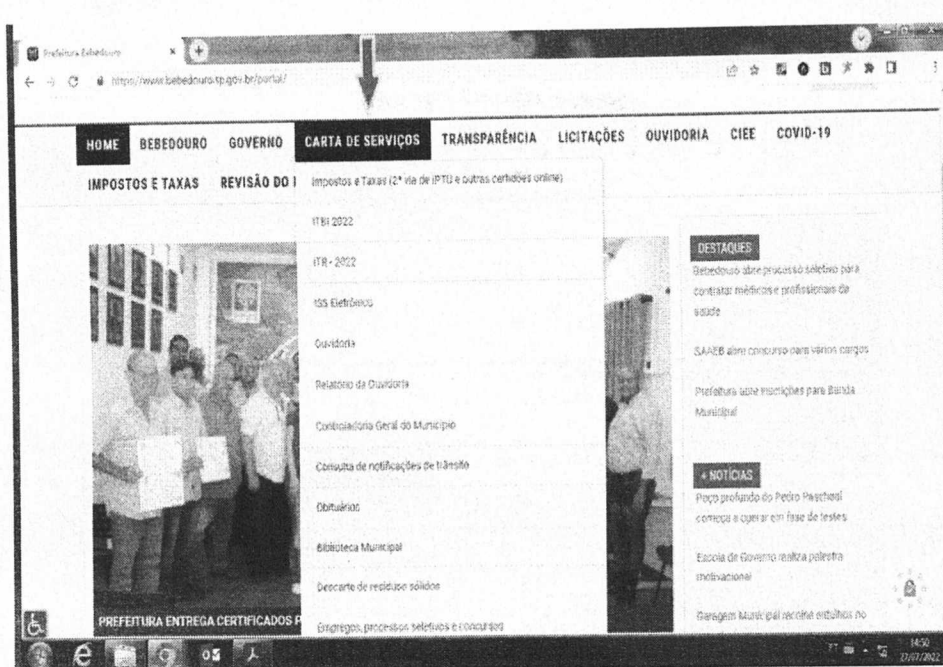 Prefeitura Bebedouro
https://www.bebedouro.sp.gov.br/portal/
HOME BEBEDOURO GOVERNO CARTA DE SERVIÇOS TRANSPARÊNCIA LICITAÇÕES OUVIDORIA CIEE COVID-19
IMPOSTOS E TAXAS REVISÃO DO
Impostos e Taxas (2ª via de IPTU e outras certidões online)
ITBI 2022
ITR - 2022
ISS Eletrônico
Ouvidoria
Relatório da Ouvidoria
Controladoria Geral do Município
Consulta de notificações de trânsito
Obituários
Biblioteca Municipal
Descarte de resíduos sólidos
Empregos, processos seletivos e concursos
DESTAQUES
Bebedouro abre processo seletivo para
contratar médicos e profissionais da
saúde
SAAEB abre concurso para vários cargos
Prefeitura abre inscrições para Banda
Municipal
+ NOTÍCIAS
Poço profundo do Pedro Paschoal
começa a operar em fase de testes
Escola de Governo realiza palestra
motivacional
Garagem Municipal recolhe entulhos no
PREFEITURA ENTREGA CERTIFICADOS P
PT
14:50
27/07/2022